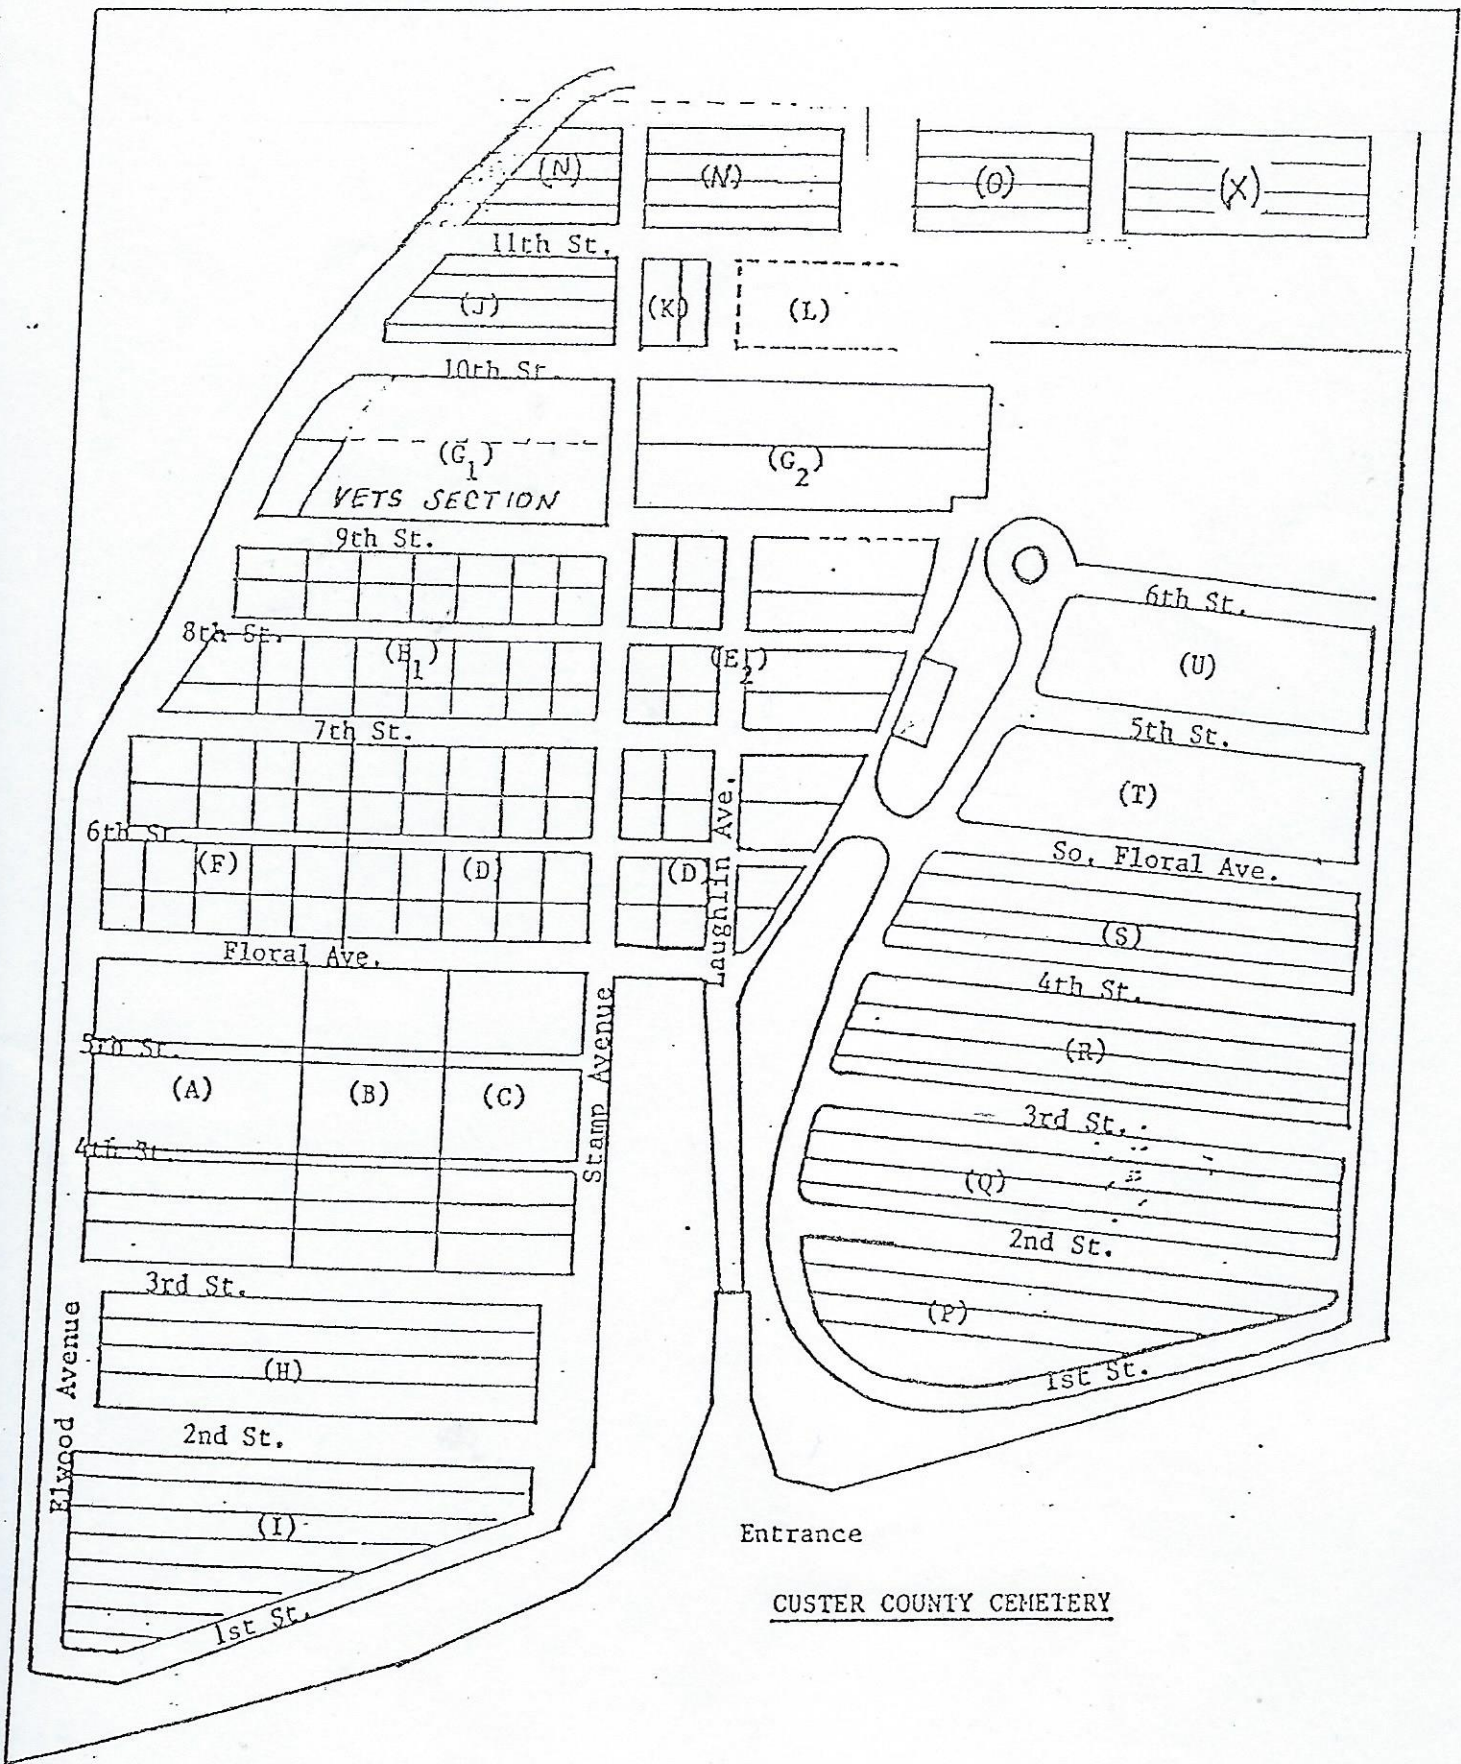 (N) (N) (O) (X)
11th St.
(J) (K) (L)
10th St.
(G1) (G2)
VETS SECTION
9th St.
6th St.
8th St.
(E1) (E2) (U)
7th St. 5th St.
Laughlin Ave.
(T)
6th St.
(F) (D) (D) So. Floral Ave.
(S)
Floral Ave.
4th St.
Stamp Avenue
5rh St. (R)
(A) (B) (C)
3rd St.
4th St.
(Q)
2nd St.
3rd St.
(P)
Elwood Avenue
(H) 1st St.
2nd St.
(I)
Entrance
CUSTER COUNTY CEMETERY
1st St.